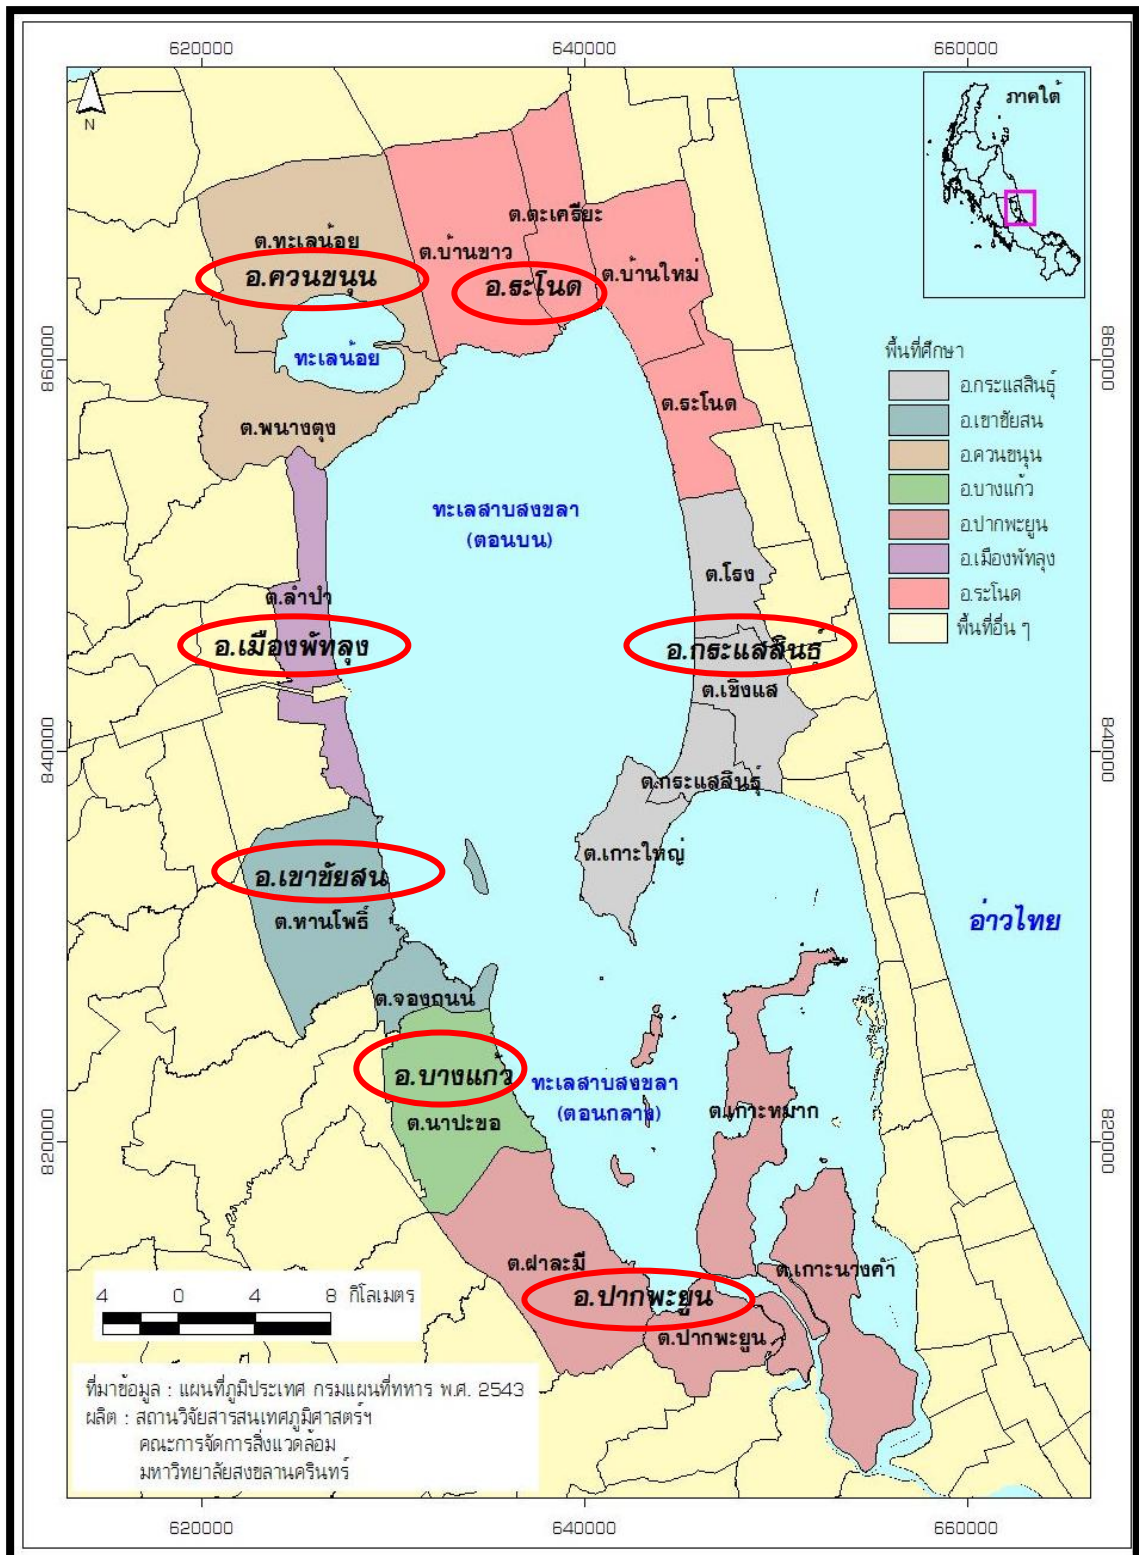 620000
640000
660000
N
ภาคใต้
ต.ตะเครียะ
ต.ทะเลน้อย
ต.บ้านขาว
อ.ควนขนุน
อ.ระโนด
ต.บ้านใหม่
860000
ทะเลน้อย
860000
พื้นที่ศึกษา
อ.กระแสสินธุ์
อ.เขาชัยสน
อ.ควนขนุน
อ.บางแก้ว
อ.ปากพะยูน
อ.เมืองพัทลุง
อ.ระโนด
พื้นที่อื่น ๆ
ต.ระโนด
ต.พนางตุง
ทะเลสาบสงขลา
(ตอนบน)
ต.โรง
ต.ลำปำ
อ.เมืองพัทลุง
อ.กระแสสินธุ์
ต.เชิงแส
840000
840000
ต.กระแสสินธุ์
ต.เกาะใหญ่
อ.เขาชัยสน
ต.หานโพธิ์
อ่าวไทย
ต.จองถนน
อ.บางแก้ว
ทะเลสาบสงขลา
(ตอนกลาง)
ต.เกาะหมาก
ต.นาปะขอ
820000
820000
ต.ฝาละมี
ต.เกาะนางคำ
อ.ปากพะยูน
ต.ปากพะยูน
4 0 4 8 กิโลเมตร
ที่มาข้อมูล : แผนที่ภูมิประเทศ กรมแผนที่ทหาร พ.ศ. 2543
ผลิต : สถานวิจัยสารสนเทศภูมิศาสตร์ฯ
คณะการจัดการสิ่งแวดล้อม
มหาวิทยาลัยสงขลานครินทร์
620000
640000
660000